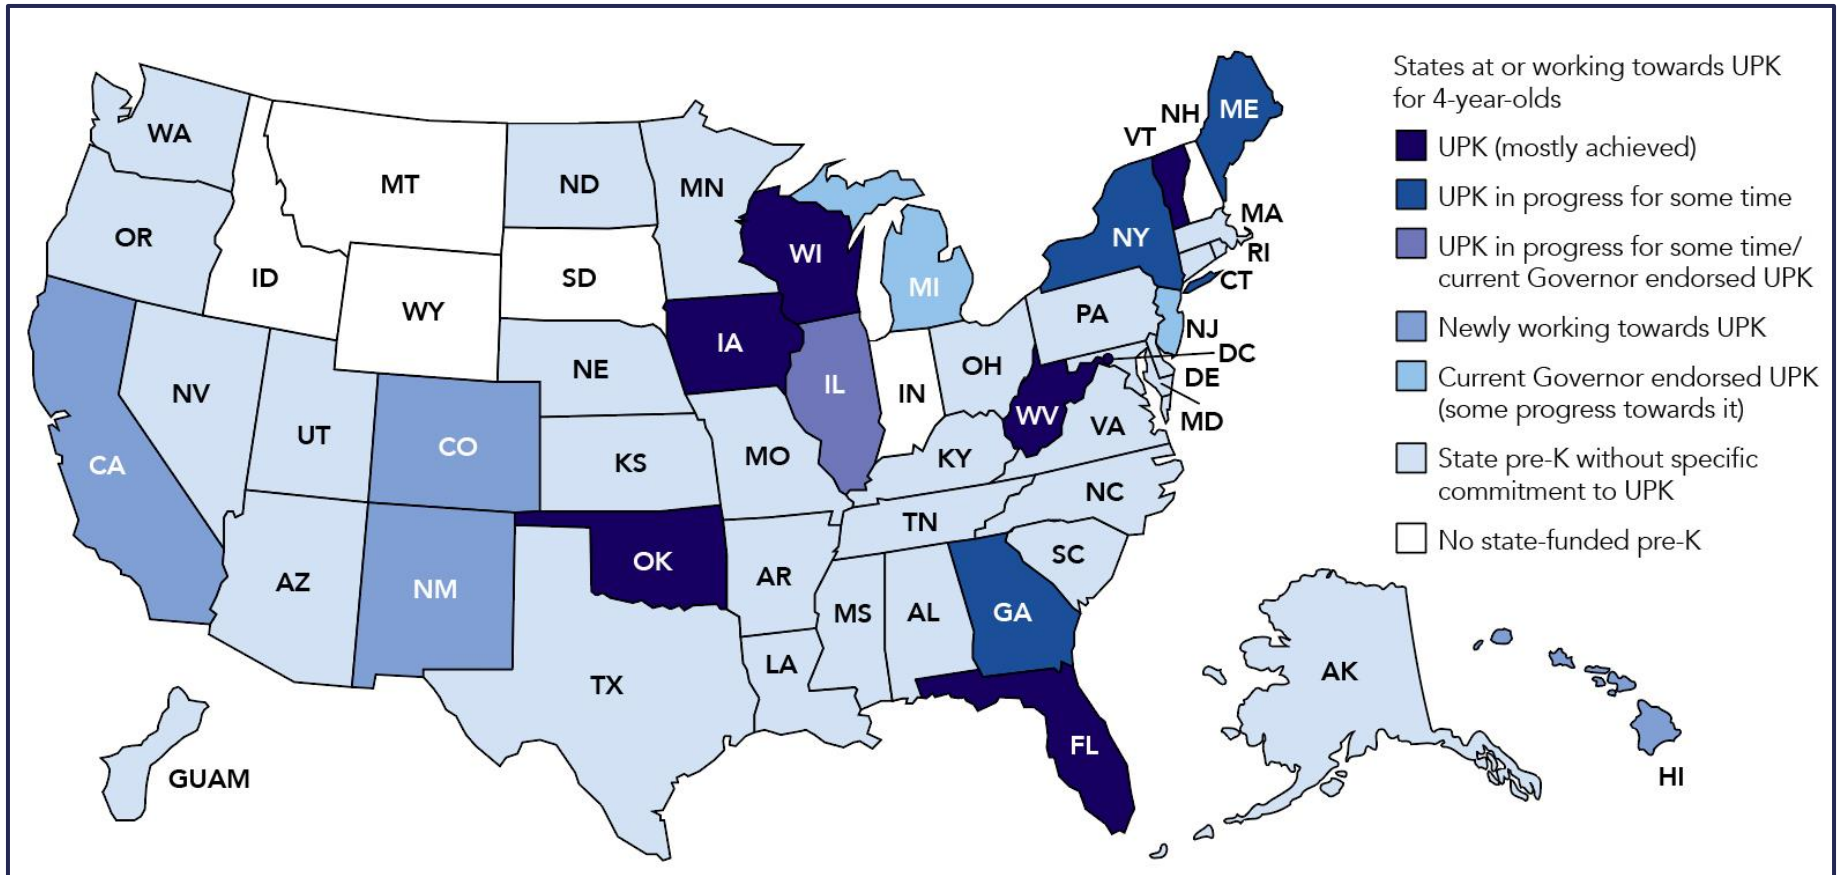 States at or working towards UPK
for 4-year-olds
UPK (mostly achieved)
UPK in progress for some time
UPK in progress for some time/
current Governor endorsed UPK
Newly working towards UPK
Current Governor endorsed UPK
(some progress towards it)
State pre-K without specific
commitment to UPK
No state-funded pre-K
WA
OR
CA
NV
ID
MT
WY
UT
CO
AZ
NM
ND
SD
NE
KS
OK
TX
MN
IA
MO
AR
LA
WI
IL
MI
IN
OH
KY
TN
MS
AL
GA
FL
SC
NC
VA
WV
PA
NY
VT
NH
ME
MA
RI
CT
NJ
DC
DE
MD
AK
HI
GUAM